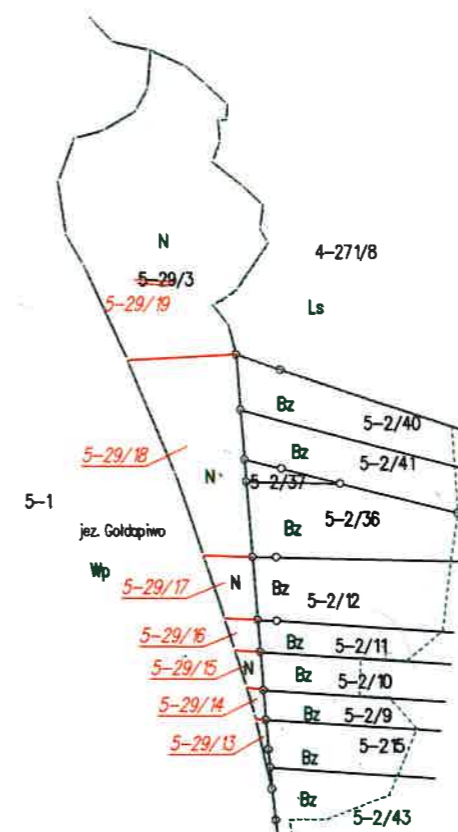 N
4-271/8
5-29/3
5-29/19
Ls
Bz
5-2/40
5-29/18
Bz
5-2/41
N
5-2/37
5-1
5-2/36
jez. Gołdapiwo
Bz
Wp
5-29/17
N
Bz
5-2/12
5-29/16
Bz
5-2/11
5-29/15
N
Bz
5-2/10
5-29/14
Bz
5-2/9
5-29/13
5-215
Bz
Bz
5-2/43